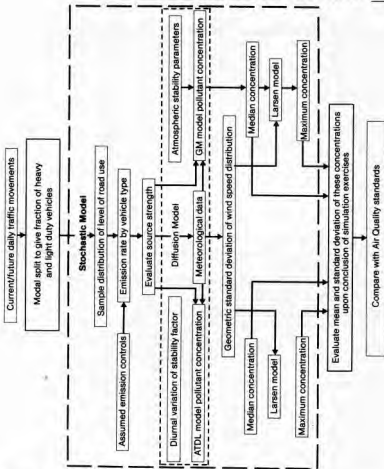 Current/future daily traffic movements
Modal split to give fraction of heavy
and light duty vehicles
Stochastic Model
Sample distribution of level of road use
Assumed emission controls
Emission rate by vehicle type
Evaluate source strength
Diurnal variation of stability factor
Diffusion Model
Atmospheric stability parameters
ATDL model pollutant concentration
Meteorological data
GM model pollutant concentration
Geometric standard deviation of wind speed distribution
Median concentration
Median concentration
Larsen model
Larsen model
Maximum concentration
Maximum concentration
Evaluate mean and standard deviation of these concentrations
upon conclusion of simulation exercises
Compare with Air Quality standards